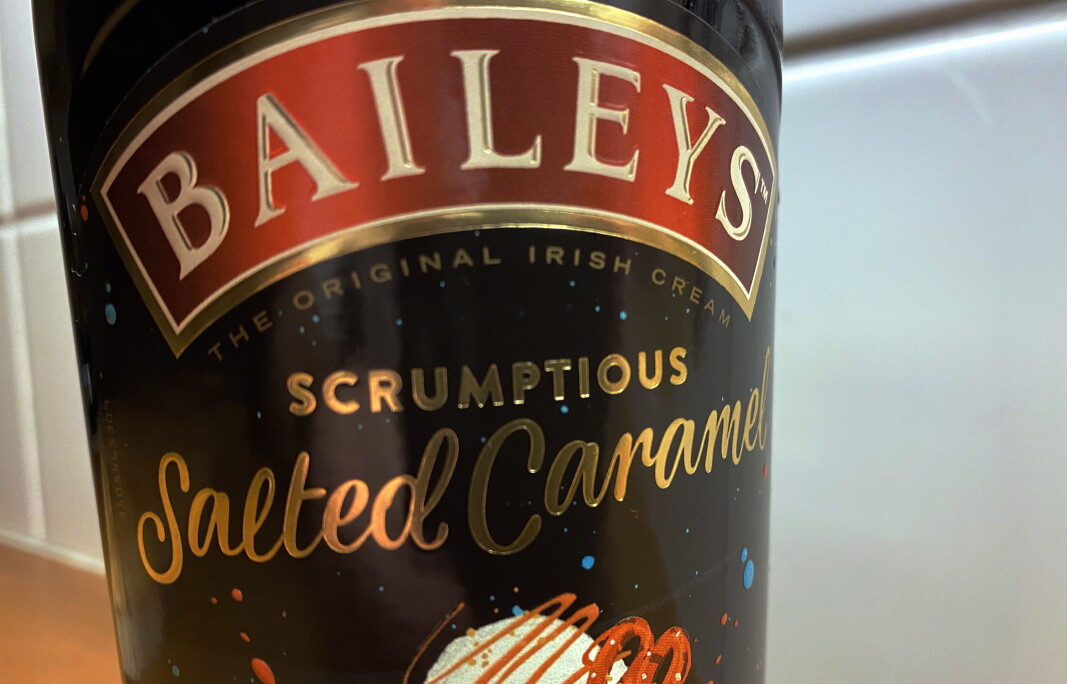 BAILEYS™
THE ORIGINAL IRISH CREAM
SCRUMPTIOUS
Salted Caramel